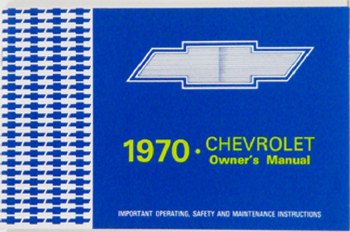 1970 · CHEVROLET
Owner's Manual
IMPORTANT OPERATING, SAFETY AND MAINTENANCE INSTRUCTIONS